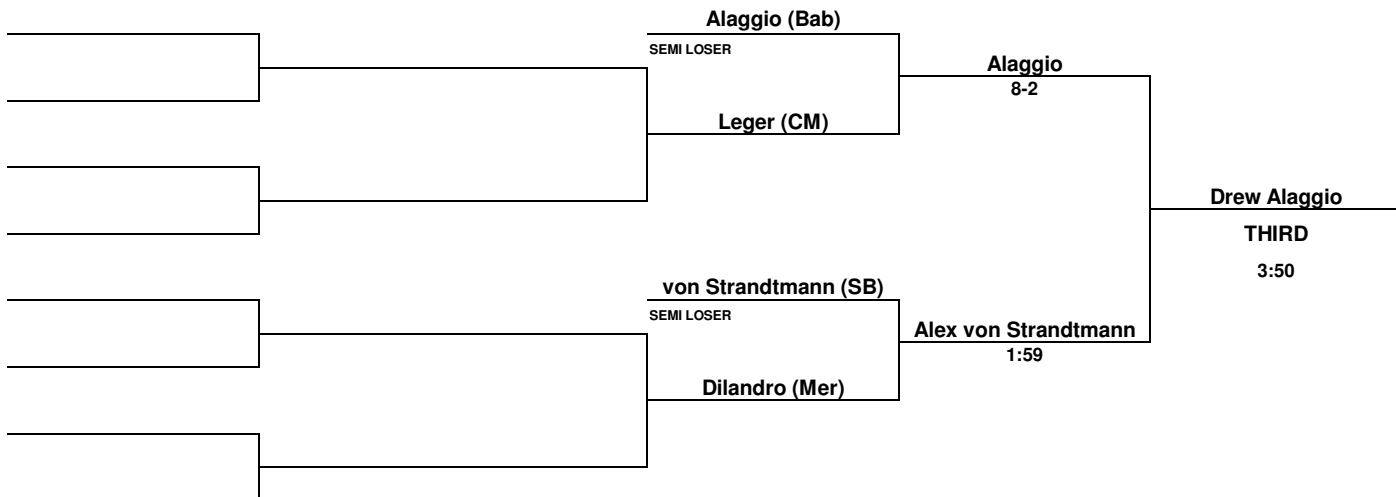 Alaggio (Bab)
SEMI LOSER
Alaggio
8-2
Leger (CM)
Drew Alaggio
THIRD
3:50
von Strandtmann (SB)
SEMI LOSER
Alex von Strandtmann
1:59
Dilandro (Mer)